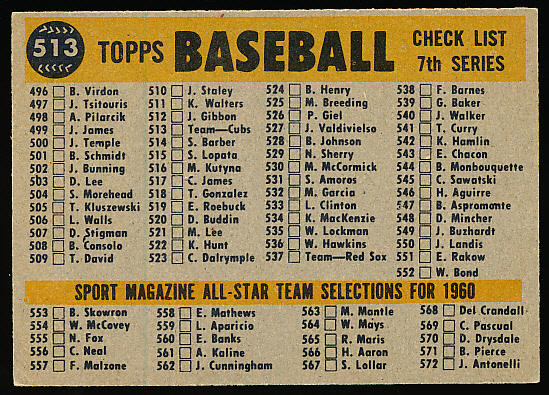 513 TOPPS BASEBALL CHECK LIST
7th SERIES
496 B. Virdon
497 J. Tsitouris
498 A. Pilarcik
499 J. James
500 J. Temple
501 B. Schmidt
502 J. Bunning
503 D. Lee
504 S. Morehead
505 T. Kluszewski
506 L. Walls
507 D. Stigman
508 B. Consolo
509 T. David
510 J. Staley
511 K. Walters
512 J. Gibbon
513 Team—Cubs
514 S. Barber
515 S. Lopata
516 M. Kutyna
517 C. James
518 T. Gonzalez
519 E. Roebuck
520 D. Buddin
521 M. Lee
522 K. Hunt
523 C. Dalrymple
524 B. Henry
525 M. Breeding
526 P. Giel
527 J. Valdivielso
528 B. Johnson
529 N. Sherry
530 M. McCormick
531 S. Amoros
532 M. Garcia
533 L. Clinton
534 K. MacKenzie
535 W. Lockman
536 W. Hawkins
537 Team—Red Sox
538 F. Barnes
539 G. Baker
540 J. Walker
541 T. Curry
542 K. Hamlin
543 E. Chacon
544 B. Monbouquette
545 C. Sawatski
546 H. Aguirre
547 B. Aspromonte
548 D. Mincher
549 J. Buzhardt
550 J. Landis
551 E. Rakow
552 W. Bond
SPORT MAGAZINE ALL-STAR TEAM SELECTIONS FOR 1960
553 B. Skowron
554 W. McCovey
555 N. Fox
556 C. Neal
557 F. Malzone
558 E. Mathews
559 L. Aparicio
560 E. Banks
561 A. Kaline
562 J. Cunningham
563 M. Mantle
564 W. Mays
565 R. Maris
566 H. Aaron
567 S. Lollar
568 Del Crandall
569 C. Pascual
570 D. Drysdale
571 B. Pierce
572 J. Antonelli